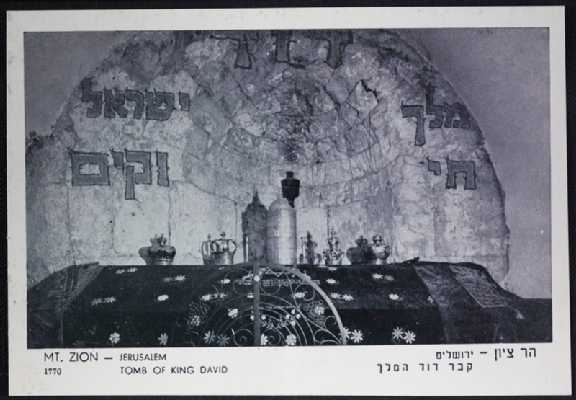 דוד
מלך ישראל
חי וקים
MT. ZION — JERUSALEM
1770 TOMB OF KING DAVID
הר ציון - ירושלים
קבר דוד המלך